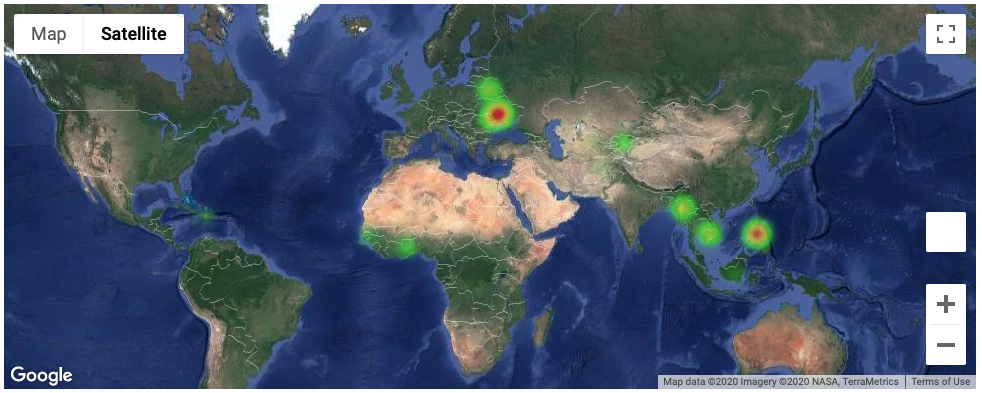 Map Satellite
Google
Map data ©2020 Imagery ©2020 NASA, TerraMetrics Terms of Use